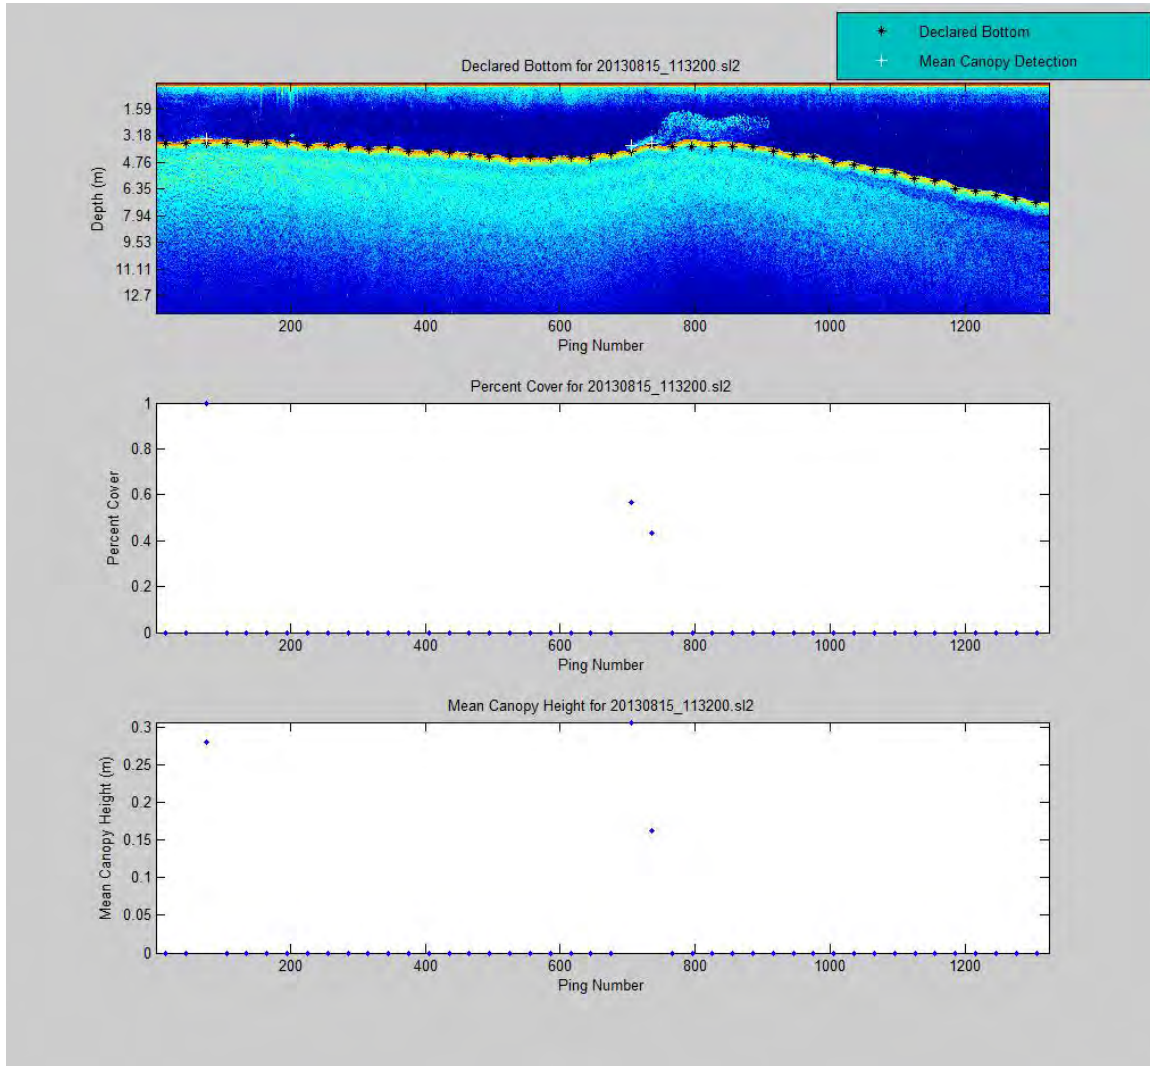 Declared Bottom
Mean Canopy Detection
Declared Bottom for 20130815_113200.sl2
Depth (m)
1.59
3.18
4.76
6.35
7.94
9.53
11.11
12.7
200 400 600 800 1000 1200
Ping Number
Percent Cover for 20130815_113200.sl2
Percent Cover
1
0.8
0.6
0.4
0.2
0
200 400 600 800 1000 1200
Ping Number
Mean Canopy Height for 20130815_113200.sl2
Mean Canopy Height (m)
0.3
0.25
0.2
0.15
0.1
0.05
0
200 400 600 800 1000 1200
Ping Number